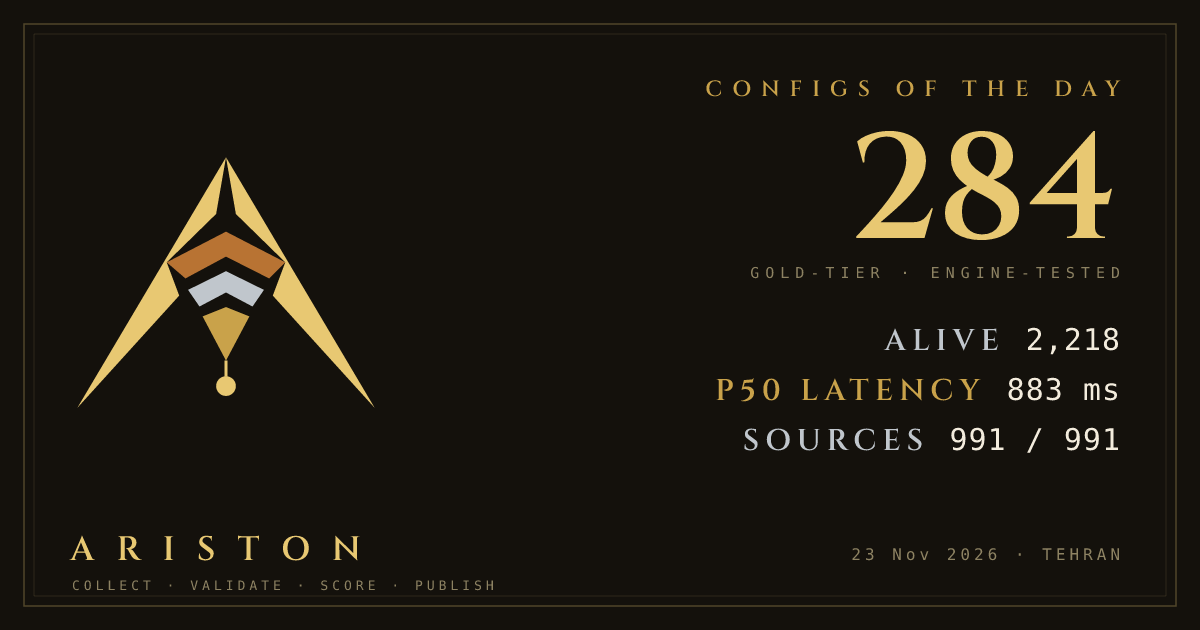 CONFIGS OF THE DAY
284
GOLD-TIER · ENGINE-TESTED
ALIVE 2,218
P50 LATENCY 883 ms
SOURCES 991 / 991
ARISTON
COLLECT · VALIDATE · SCORE · PUBLISH
23 Nov 2026 · TEHRAN